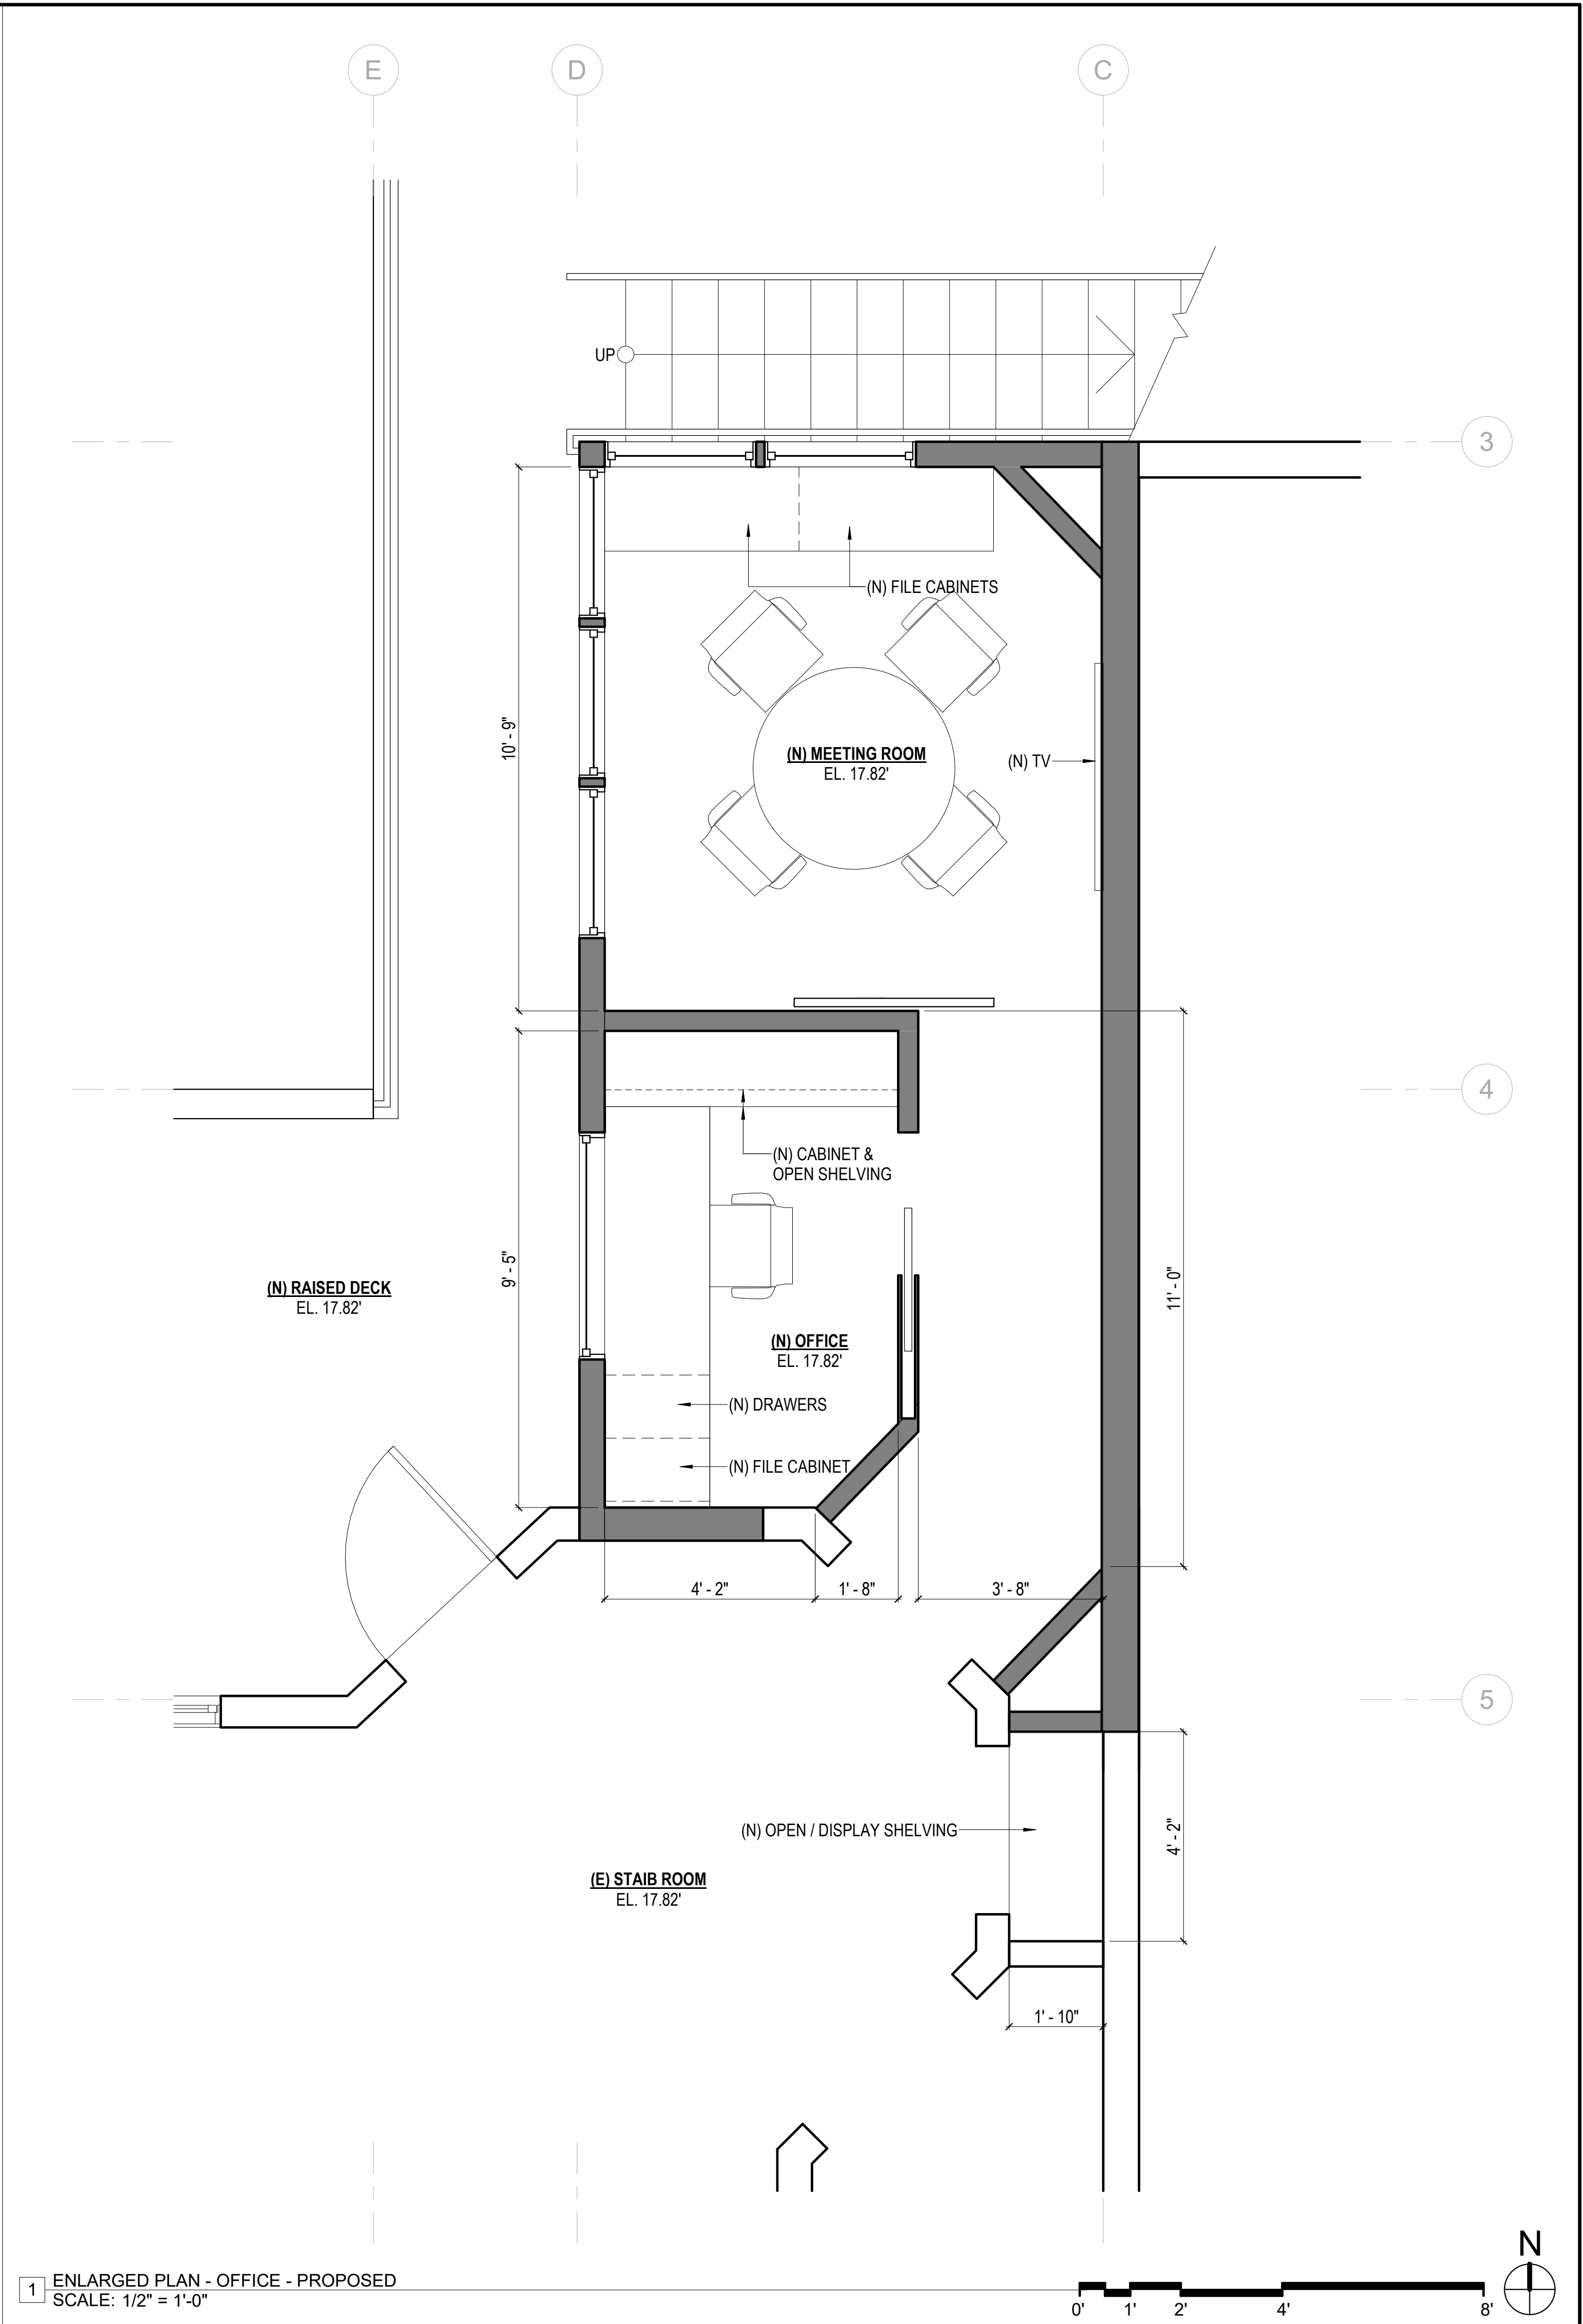 E
D
C
UP
3
(N) FILE CABINETS
10' - 9"
(N) MEETING ROOM
EL. 17.82'
(N) TV
4
(N) CABINET &
OPEN SHELVING
9' - 5"
11' - 0"
(N) RAISED DECK
EL. 17.82'
(N) OFFICE
EL. 17.82'
(N) DRAWERS
(N) FILE CABINET
4' - 2"
1' - 8"
3' - 8"
5
(N) OPEN / DISPLAY SHELVING
4' - 2"
(E) STAIB ROOM
EL. 17.82'
1' - 10"
N
1
ENLARGED PLAN - OFFICE - PROPOSED
SCALE: 1/2" = 1'-0"
0'
1'
2'
4'
8'